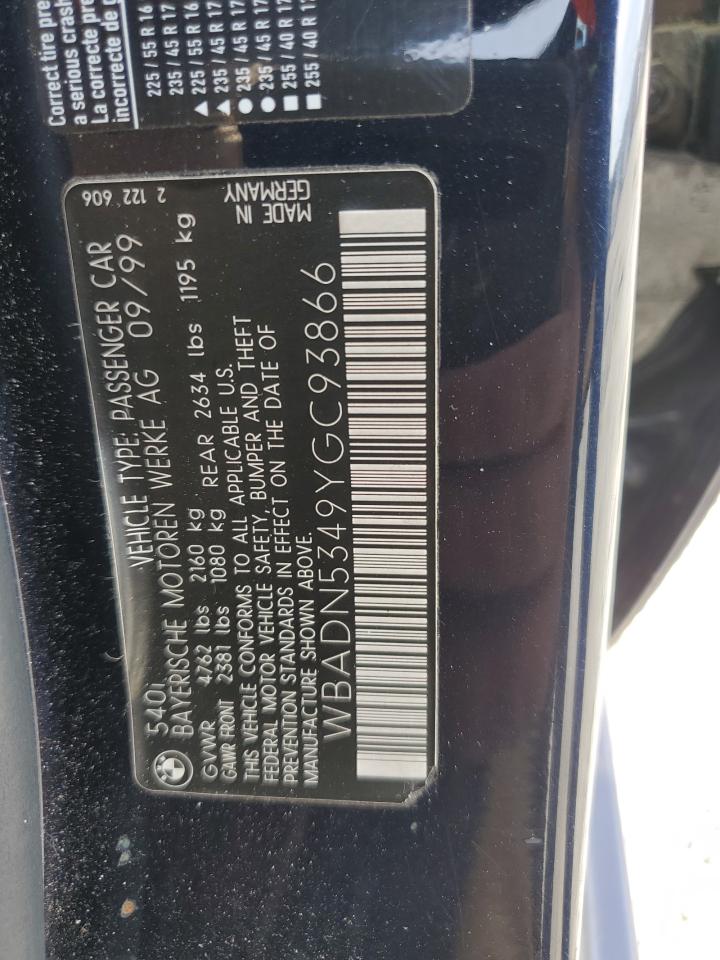 Correct tire pre
a serious crash
La correcte pre
incorrecte de g
225 / 55 R 16
235 / 45 R 17
▲ 225 / 55 R 16
▲ 235 / 45 R 17
● 235 / 45 R 17
● 235 / 45 R 17
■ 255 / 40 R 17
■ 255 / 40 R 17
540i VEHICLE TYPE: PASSENGER CAR 2 122 606
BAYERISCHE MOTOREN WERKE AG 09/99
GVWR 4762 lbs 2160 kg
GAWR FRONT 2381 lbs 1080 kg REAR 2634 lbs 1195 kg
THIS VEHICLE CONFORMS TO ALL APPLICABLE U.S.
FEDERAL MOTOR VEHICLE SAFETY, BUMPER AND THEFT
PREVENTION STANDARDS IN EFFECT ON THE DATE OF
MANUFACTURE SHOWN ABOVE.
MADE IN
GERMANY
WBADN5349YGC93866